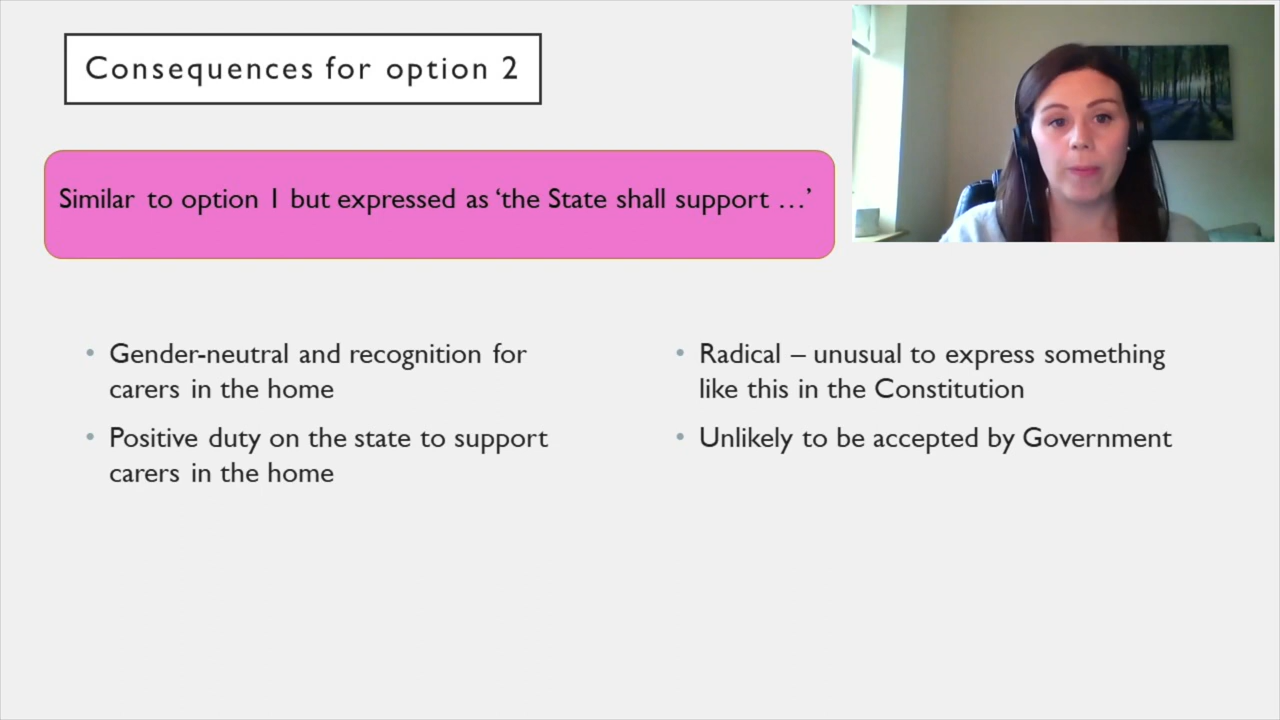 Consequences for option 2
Similar to option 1 but expressed as ‘the State shall support …’
• Gender-neutral and recognition for
carers in the home
• Positive duty on the state to support
carers in the home
• Radical – unusual to express something
like this in the Constitution
• Unlikely to be accepted by Government